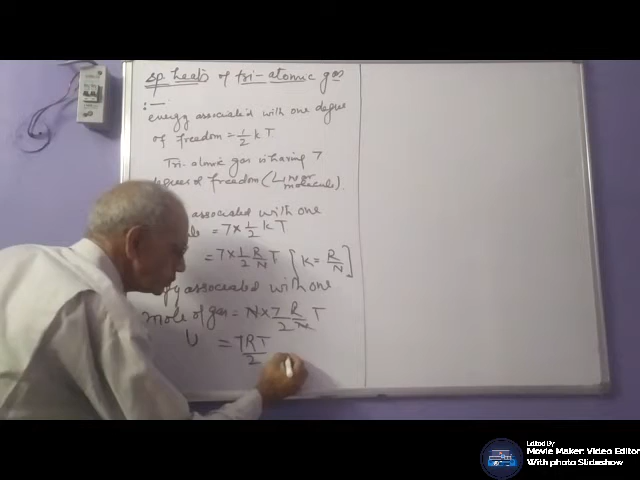 sp heats of tri-atomic gas
:—
energy associated with one degree
of freedom = 1/2 kT
Tri-atomic gas is having 7
degrees of freedom (Linear molecule).
associated with one
= 7 × 1/2 kT
= 7 × 1/2 R/N T [k = R/N]
associated with one
mole of gas = N × 7/2 R/N T
U = 7RT/2
Edited By
Movie Maker: Video Editor
With photo Slideshow